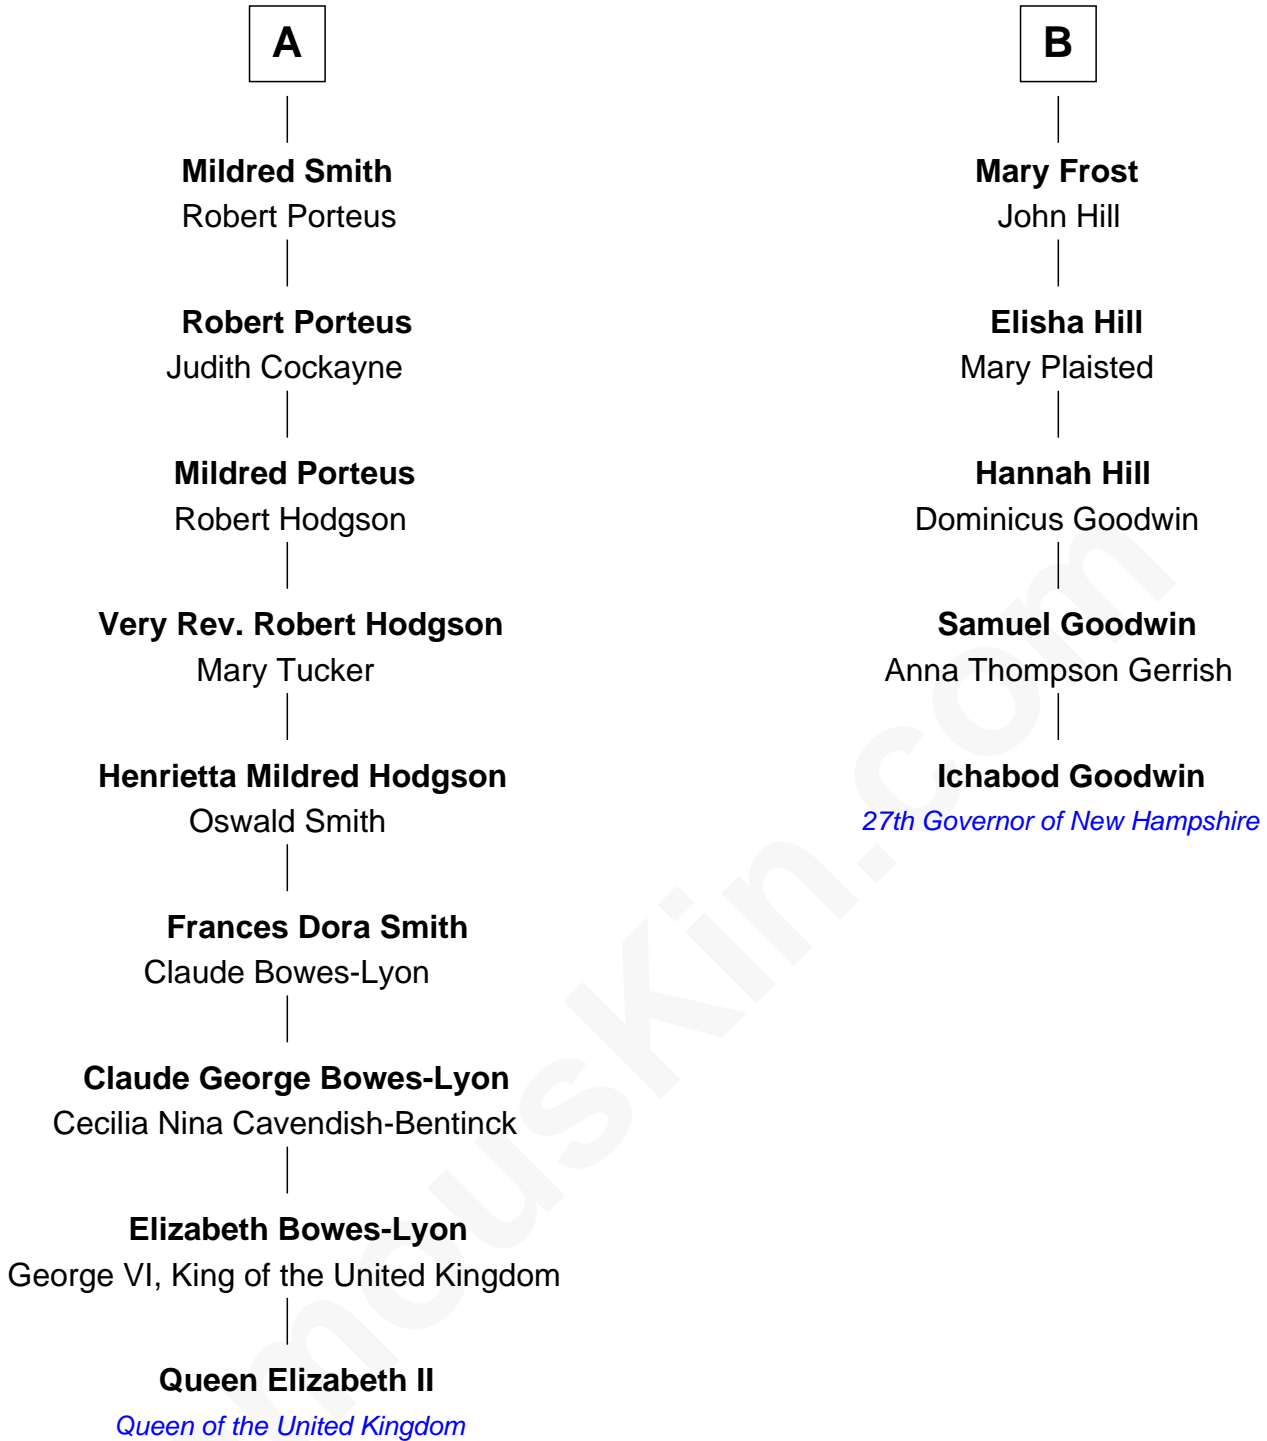 A
Mildred Smith
Robert Porteus
Robert Porteus
Judith Cockayne
Mildred Porteus
Robert Hodgson
Very Rev. Robert Hodgson
Mary Tucker
Henrietta Mildred Hodgson
Oswald Smith
Frances Dora Smith
Claude Bowes-Lyon
Claude George Bowes-Lyon
Cecilia Nina Cavendish-Bentinck
Elizabeth Bowes-Lyon
George VI, King of the United Kingdom
Queen Elizabeth II
Queen of the United Kingdom
B
Mary Frost
John Hill
Elisha Hill
Mary Plaisted
Hannah Hill
Dominicus Goodwin
Samuel Goodwin
Anna Thompson Gerrish
Ichabod Goodwin
27th Governor of New Hampshire
mousKin.com